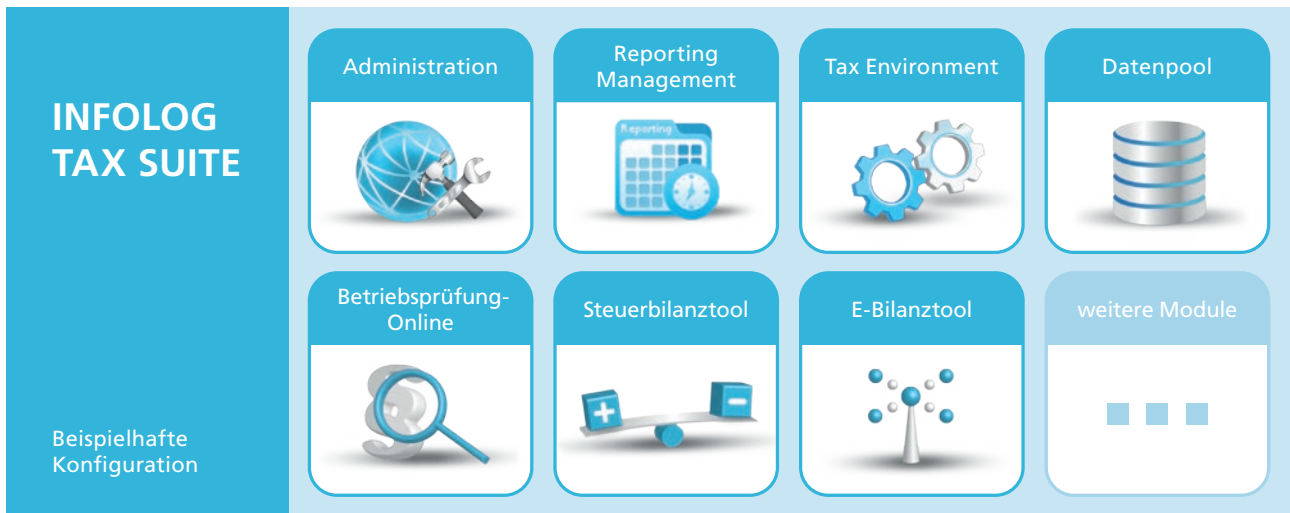 INFOLOG
TAX SUITE
Beispielhafte
Konfiguration
Administration
Reporting
Management
Reporting
Tax Environment
Datenpool
Betriebsprüfung-
Online
Steuerbilanztool
E-Bilanztool
weitere Module